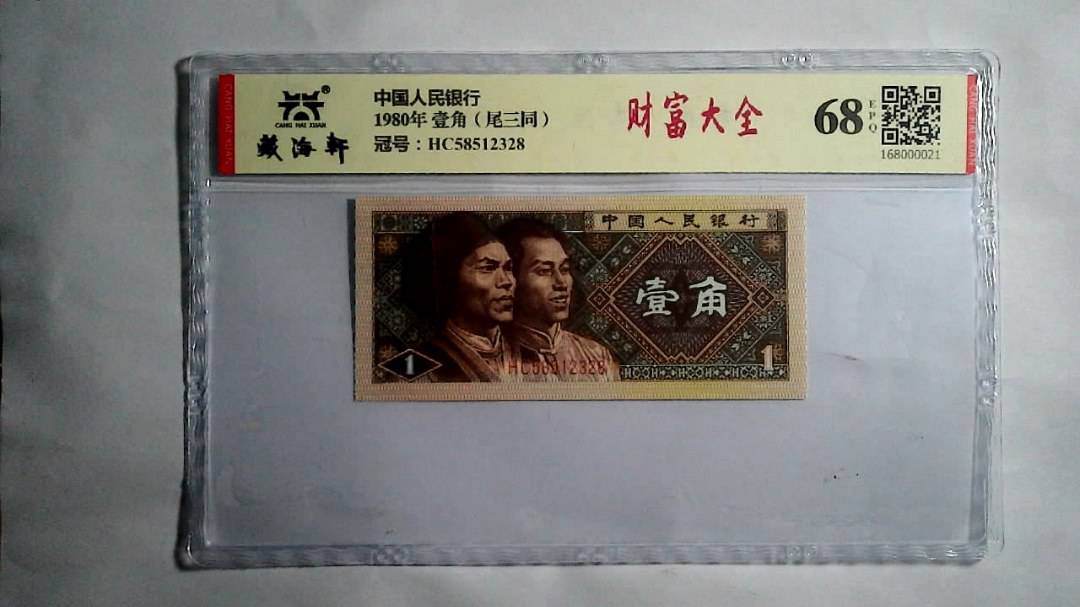 CANG HAI XUAN
藏海轩
中国人民银行
1980年 壹角（尾三同）
冠号：HC58512328
财富大全
68
EPQ
168000021
中国人民银行
壹角
1
HC58512328
1